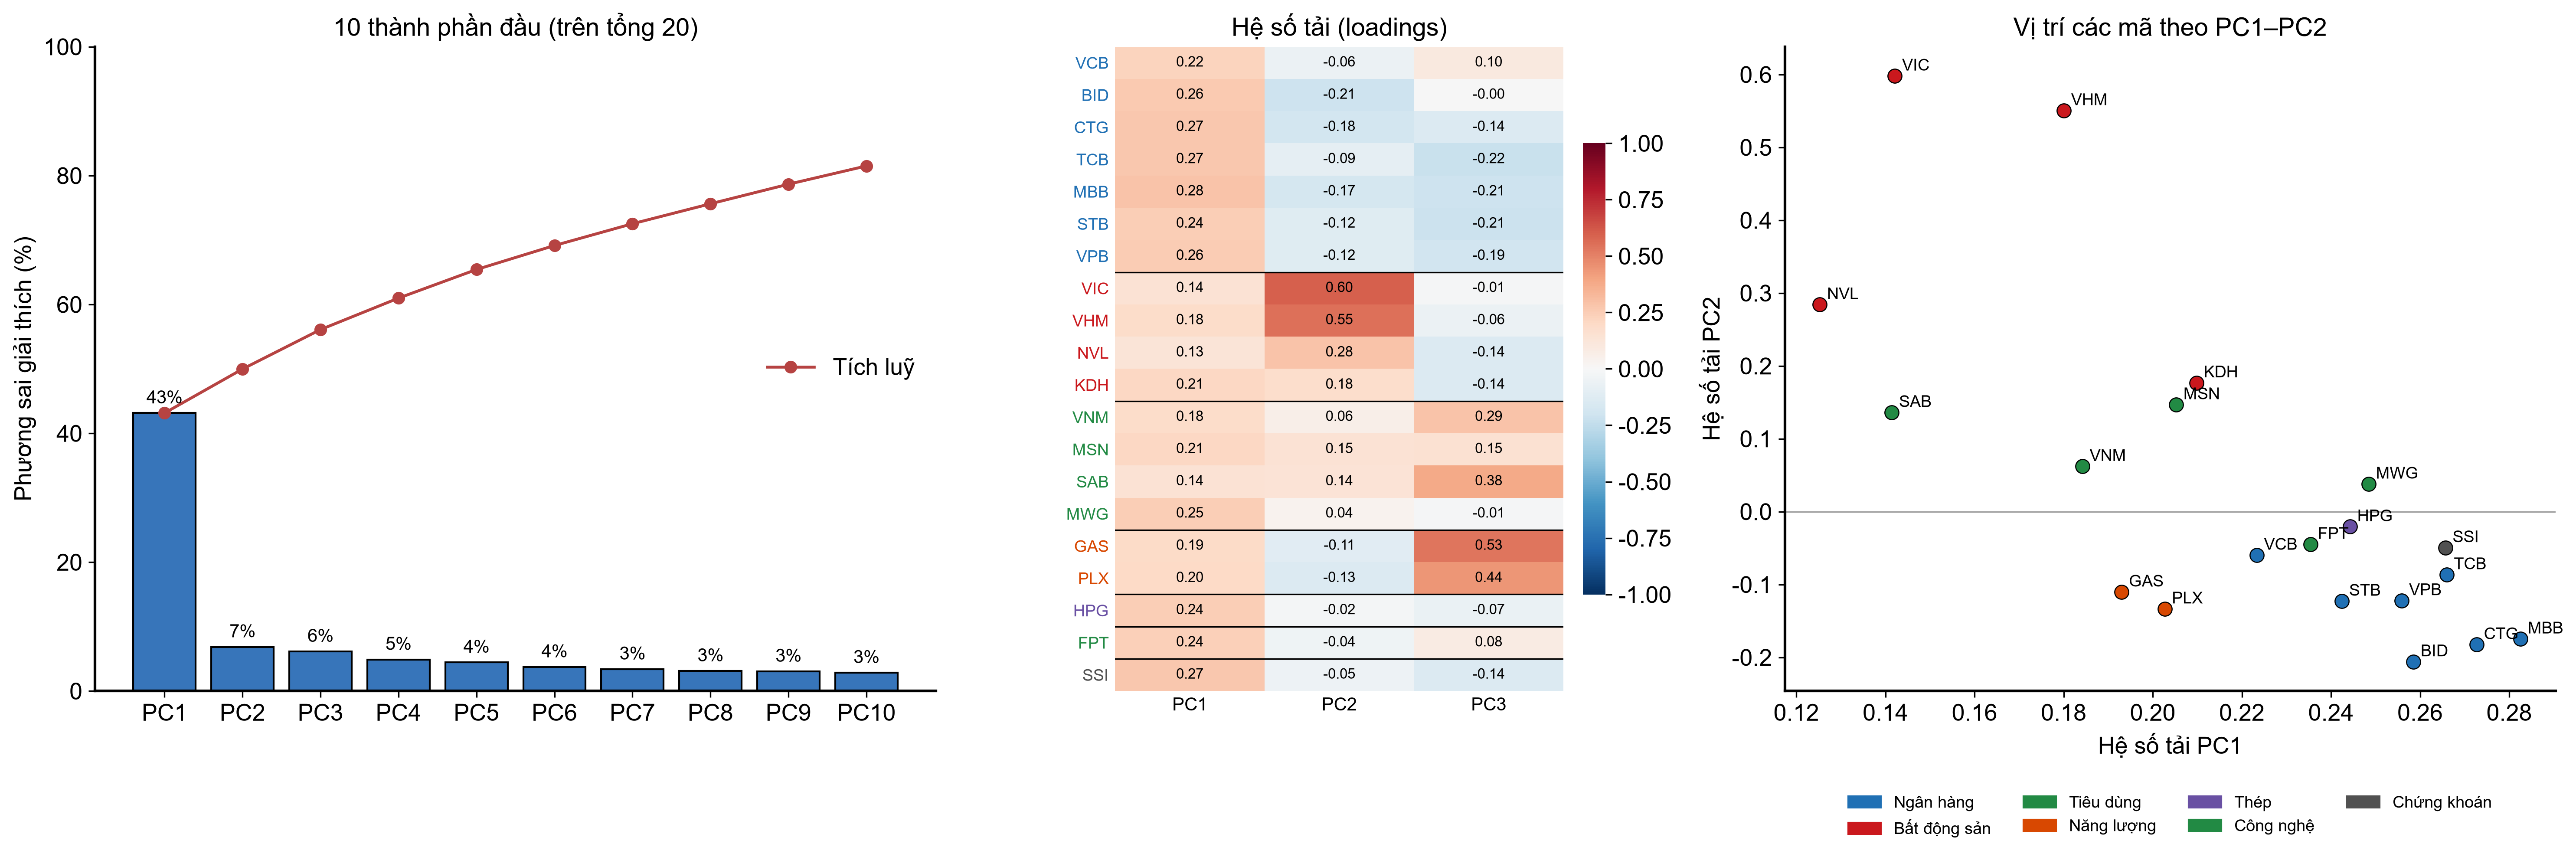 10 thành phần đầu (trên tổng 20)
Phương sai giải thích (%)
100
80
60
40
20
0
43%
7%
6%
5%
4%
4%
3%
3%
3%
3%
Tích luỹ
PC1 PC2 PC3 PC4 PC5 PC6 PC7 PC8 PC9 PC10
Hệ số tải (loadings)
VCB 0.22 -0.06 0.10
BID 0.26 -0.21 -0.00
CTG 0.27 -0.18 -0.14
TCB 0.27 -0.09 -0.22
MBB 0.28 -0.17 -0.21
STB 0.24 -0.12 -0.21
VPB 0.26 -0.12 -0.19
VIC 0.14 0.60 -0.01
VHM 0.18 0.55 -0.06
NVL 0.13 0.28 -0.14
KDH 0.21 0.18 -0.14
VNM 0.18 0.06 0.29
MSN 0.21 0.15 0.15
SAB 0.14 0.14 0.38
MWG 0.25 0.04 -0.01
GAS 0.19 -0.11 0.53
PLX 0.20 -0.13 0.44
HPG 0.24 -0.02 -0.07
FPT 0.24 -0.04 0.08
SSI 0.27 -0.05 -0.14
PC1 PC2 PC3
1.00
0.75
0.50
0.25
0.00
-0.25
-0.50
-0.75
-1.00
Vị trí các mã theo PC1–PC2
Hệ số tải PC2
0.6
0.5
0.4
0.3
0.2
0.1
0.0
-0.1
-0.2
VIC
VHM
NVL
KDH
MSN
SAB
VNM
MWG
HPG
FPT
SSI
VCB
TCB
GAS
PLX
STB
VPB
CTG
MBB
BID
0.12 0.14 0.16 0.18 0.20 0.22 0.24 0.26 0.28
Hệ số tải PC1
Ngân hàng
Bất động sản
Tiêu dùng
Năng lượng
Thép
Công nghệ
Chứng khoán